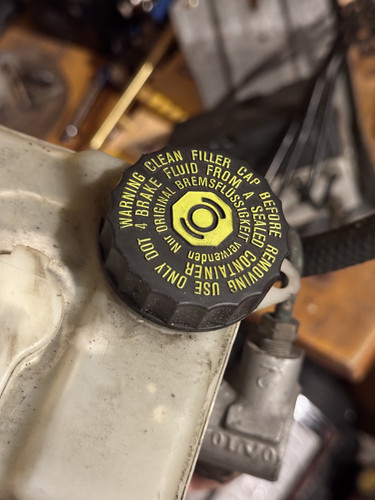 WARNING CLEAN FILLER CAP BEFORE REMOVING USE ONLY DOT 4 BRAKE FLUID FROM A SEALED CONTAINER
Nur ORIGINAL BREMSFLÜSSIGKEIT verwenden
OLVO